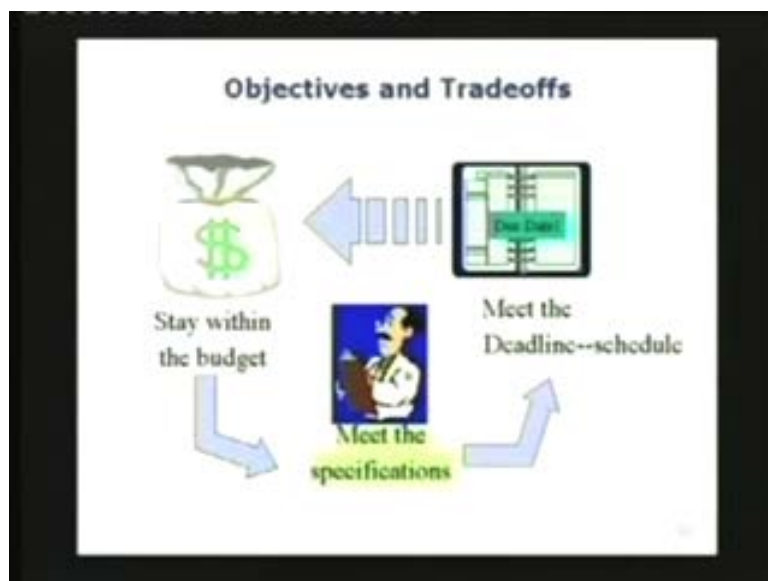 Objectives and Tradeoffs
$
Due Date!
Stay within
the budget
Meet the
Deadline--schedule
Meet the
specifications